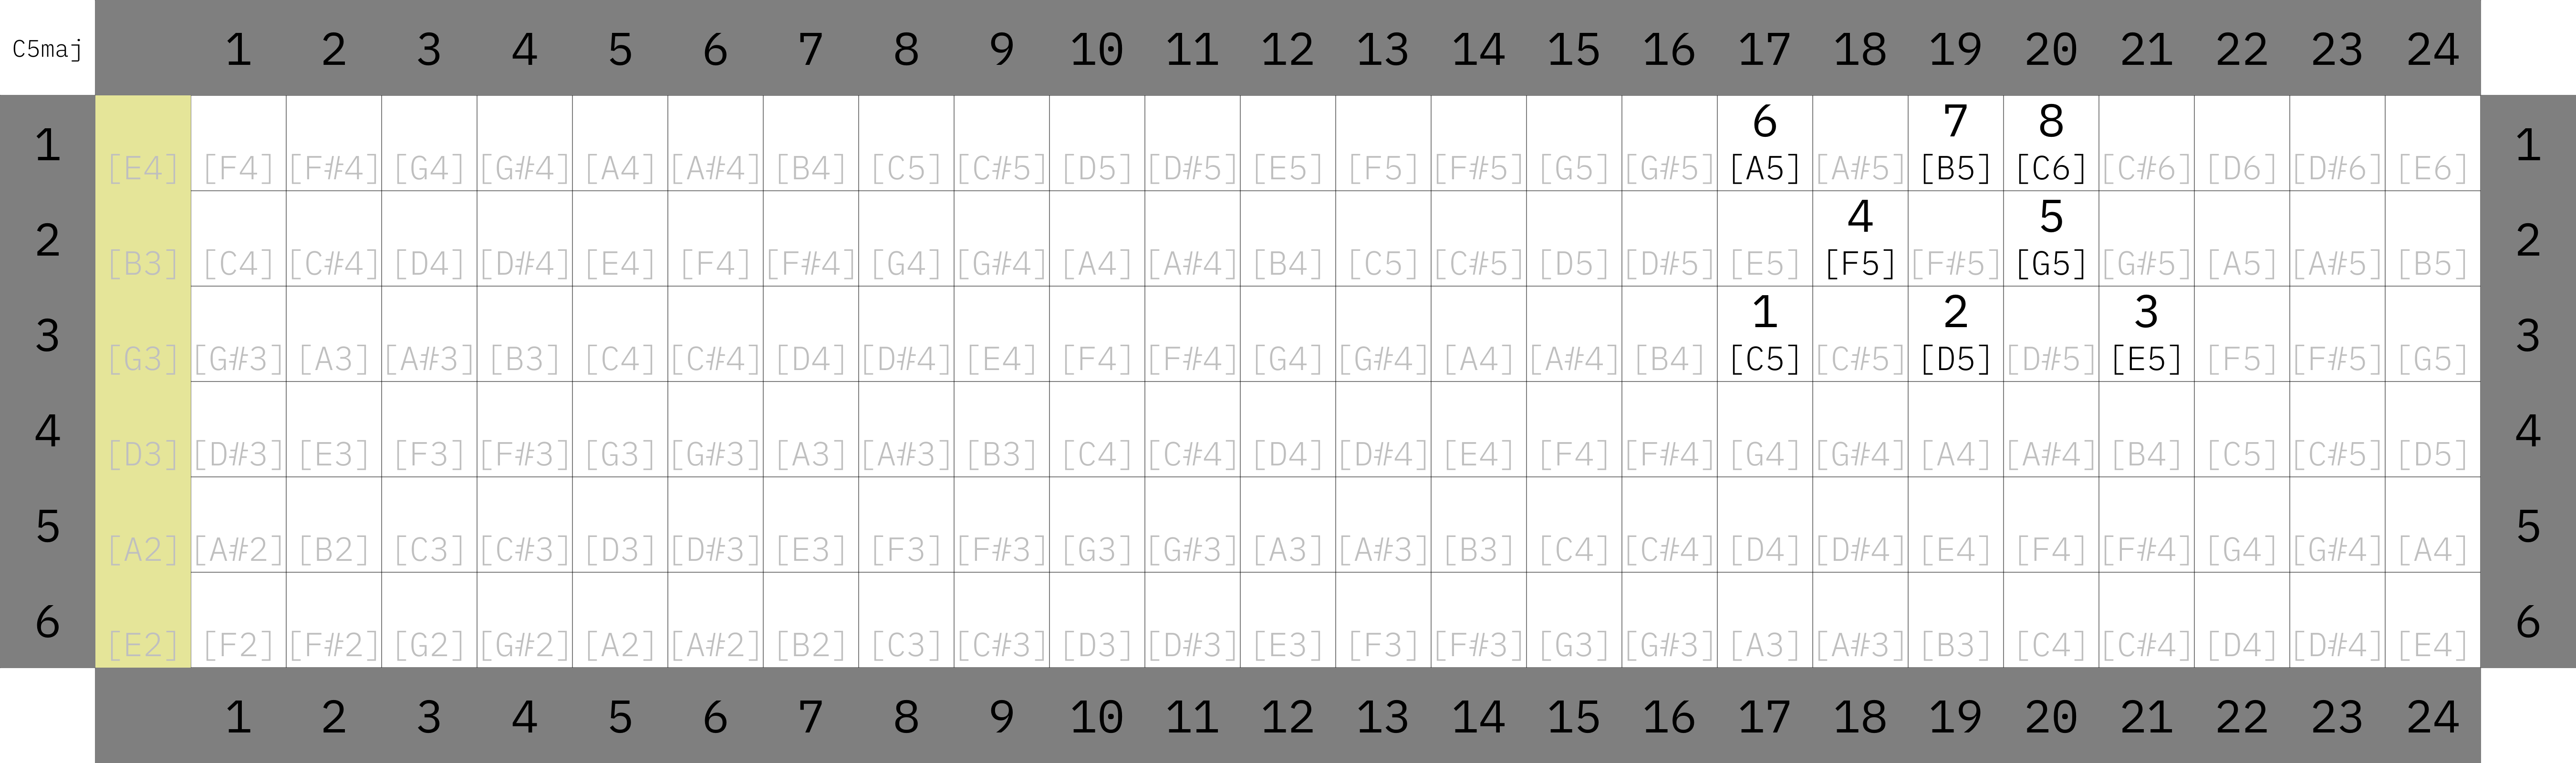 C5maj 1 2 3 4 5 6 7 8 9 10 11 12 13 14 15 16 17 18 19 20 21 22 23 24
6 7 8
1 [E4] [F4] [F#4] [G4] [G#4] [A4] [A#4] [B4] [C5] [C#5] [D5] [D#5] [E5] [F5] [F#5] [G5] [G#5] [A5] [A#5] [B5] [C6] [C#6] [D6] [D#6] [E6] 1
4 5
2 [B3] [C4] [C#4] [D4] [D#4] [E4] [F4] [F#4] [G4] [G#4] [A4] [A#4] [B4] [C5] [C#5] [D5] [D#5] [E5] [F5] [F#5] [G5] [G#5] [A5] [A#5] [B5] 2
1 2 3
3 [G3] [G#3] [A3] [A#3] [B3] [C4] [C#4] [D4] [D#4] [E4] [F4] [F#4] [G4] [G#4] [A4] [A#4] [B4] [C5] [C#5] [D5] [D#5] [E5] [F5] [F#5] [G5] 3
4 [D3] [D#3] [E3] [F3] [F#3] [G3] [G#3] [A3] [A#3] [B3] [C4] [C#4] [D4] [D#4] [E4] [F4] [F#4] [G4] [G#4] [A4] [A#4] [B4] [C5] [C#5] [D5] 4
5 [A2] [A#2] [B2] [C3] [C#3] [D3] [D#3] [E3] [F3] [F#3] [G3] [G#3] [A3] [A#3] [B3] [C4] [C#4] [D4] [D#4] [E4] [F4] [F#4] [G4] [G#4] [A4] 5
6 [E2] [F2] [F#2] [G2] [G#2] [A2] [A#2] [B2] [C3] [C#3] [D3] [D#3] [E3] [F3] [F#3] [G3] [G#3] [A3] [A#3] [B3] [C4] [C#4] [D4] [D#4] [E4] 6
1 2 3 4 5 6 7 8 9 10 11 12 13 14 15 16 17 18 19 20 21 22 23 24